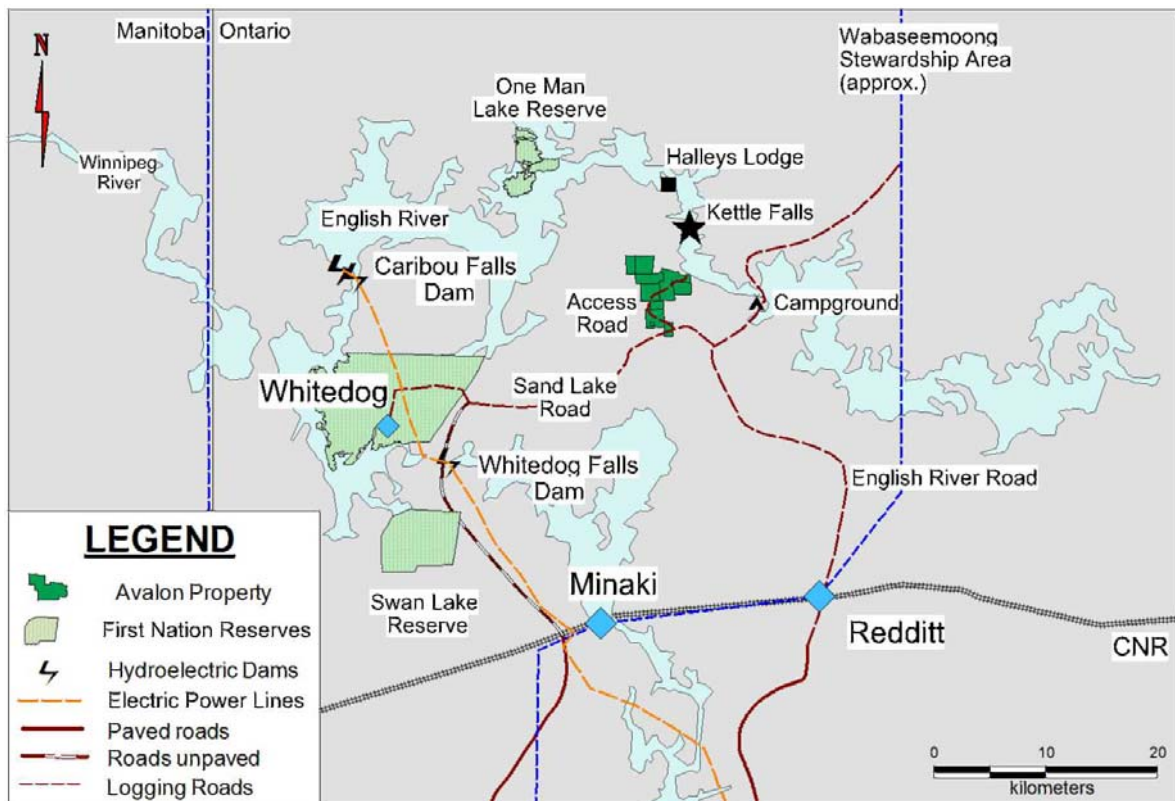 Manitoba
Ontario
Wabaseemoong
Stewardship Area
(approx.)
N
One Man
Lake Reserve
Winnipeg
River
Halleys Lodge
English River
Kettle Falls
Caribou Falls
Dam
Access
Road
Campground
Whitedog
Sand Lake
Road
Whitedog Falls
Dam
English River Road
Minaki
Swan Lake
Reserve
Redditt
CNR
LEGEND
Avalon Property
First Nation Reserves
Hydroelectric Dams
Electric Power Lines
Paved roads
Roads unpaved
Logging Roads
0 10 20
kilometers